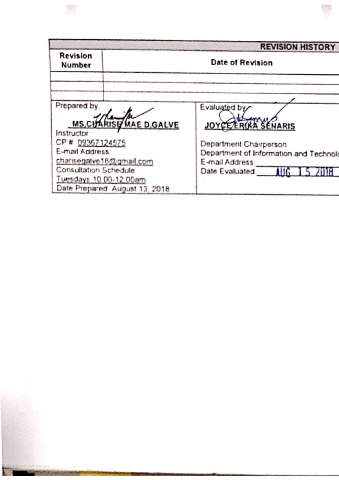 REVISION HISTORY
Revision Number
Date of Revision
Prepared by
MS.CHARISE MAE D.GALVE
Instructor
CP # 09367124575
E-mail Address
charisegalve16@gmail.com
Consultation Schedule
Tuesdays 10 00-12 00am
Date Prepared August 13, 2018
Evaluated by
JOYCE ERIKA SENARIS
Department Chairperson
Department of Information and Technolo
E-mail Address
Date Evaluated AUG 15 2018